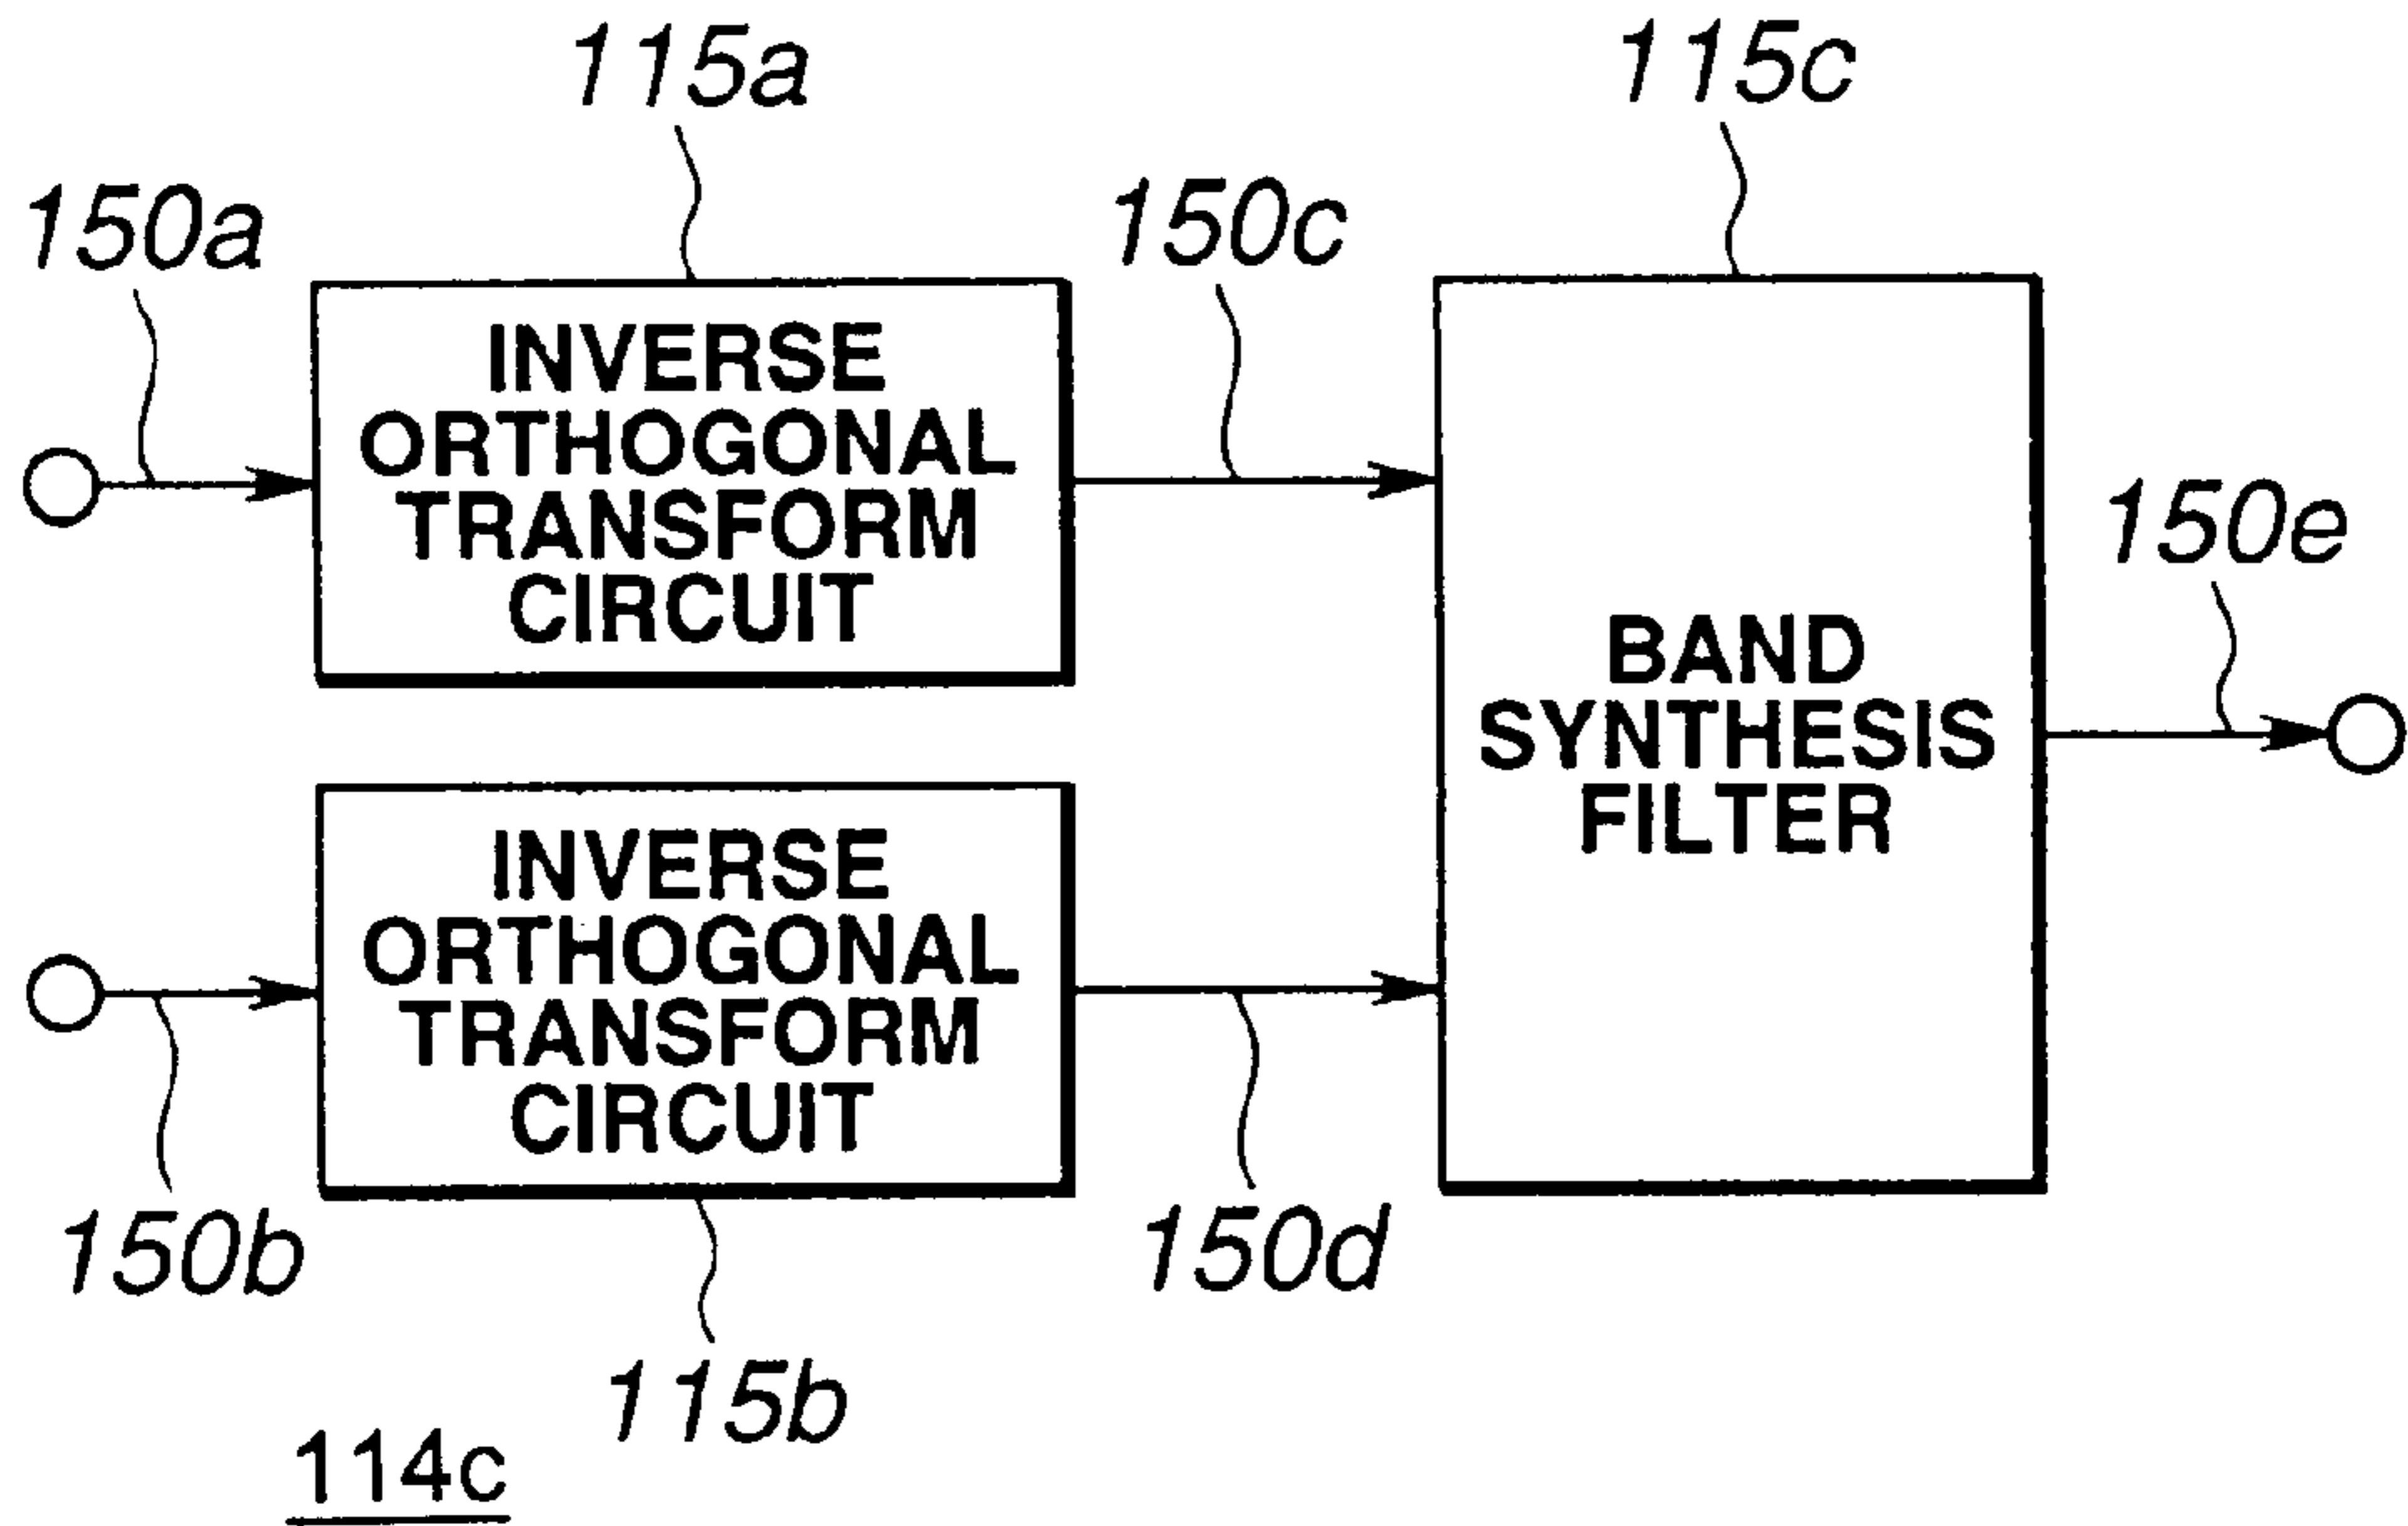 115a
115c
150a
150c
INVERSE
ORTHOGONAL
TRANSFORM
CIRCUIT
150e
BAND
SYNTHESIS
FILTER
INVERSE
ORTHOGONAL
TRANSFORM
CIRCUIT
150b
150d
115b
114c